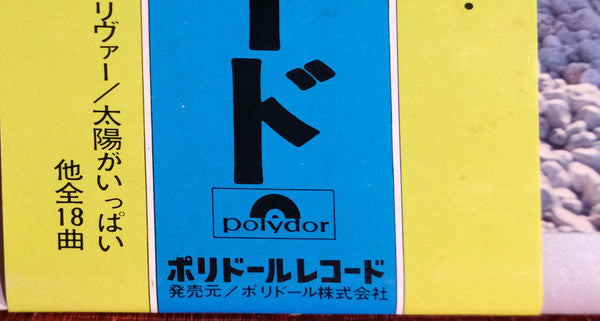 ード
リヴァー/太陽がいっぱい
他全18曲
polydor
ポリドールレコード
発売元/ポリドール株式会社